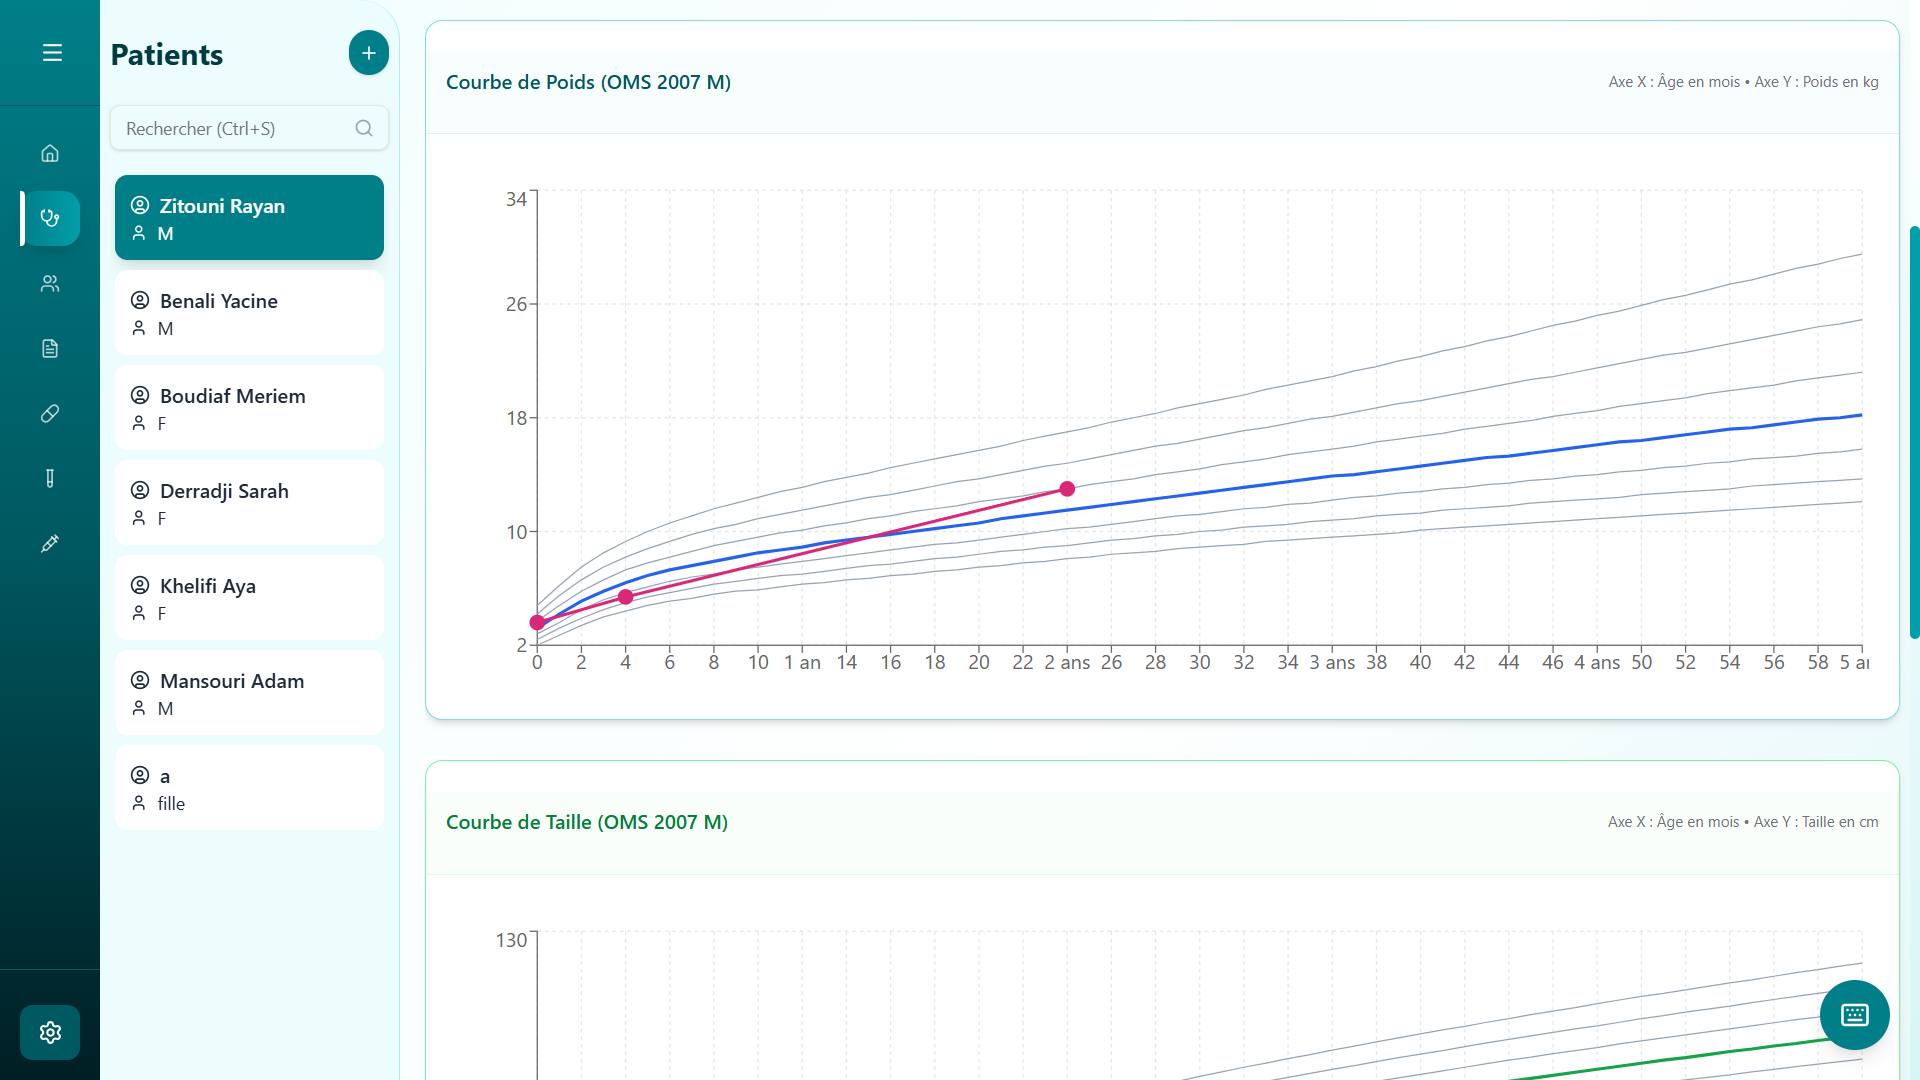 Patients
Rechercher (Ctrl+S)
Zitouni Rayan
M
Benali Yacine
M
Boudiaf Meriem
F
Derradji Sarah
F
Khelifi Aya
F
Mansouri Adam
M
a
fille
Courbe de Poids (OMS 2007 M)
Axe X : Âge en mois • Axe Y : Poids en kg
34
26
18
10
2
0 2 4 6 8 10 1 an 14 16 18 20 22 2 ans 26 28 30 32 34 3 ans 38 40 42 44 46 4 ans 50 52 54 56 58 5 a
Courbe de Taille (OMS 2007 M)
Axe X : Âge en mois • Axe Y : Taille en cm
130